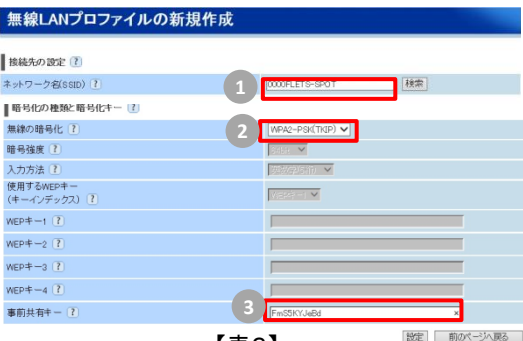 無線LANプロファイルの新規作成
接続先の設定 ?
ネットワーク名(SSID) ? 1 0000FLETS-SPOT 検索
暗号化の種類と暗号化キー ?
無線の暗号化 ? 2 WPA2-PSK(TKIP)
暗号強度 ?
入力方法 ?
使用するWEPキー
(キーインデックス) ?
WEPキー1 ?
WEPキー2 ?
WEPキー3 ?
WEPキー4 ?
事前共有キー ? 3 FmS5KYJeBd ×
設定 前のページへ戻る